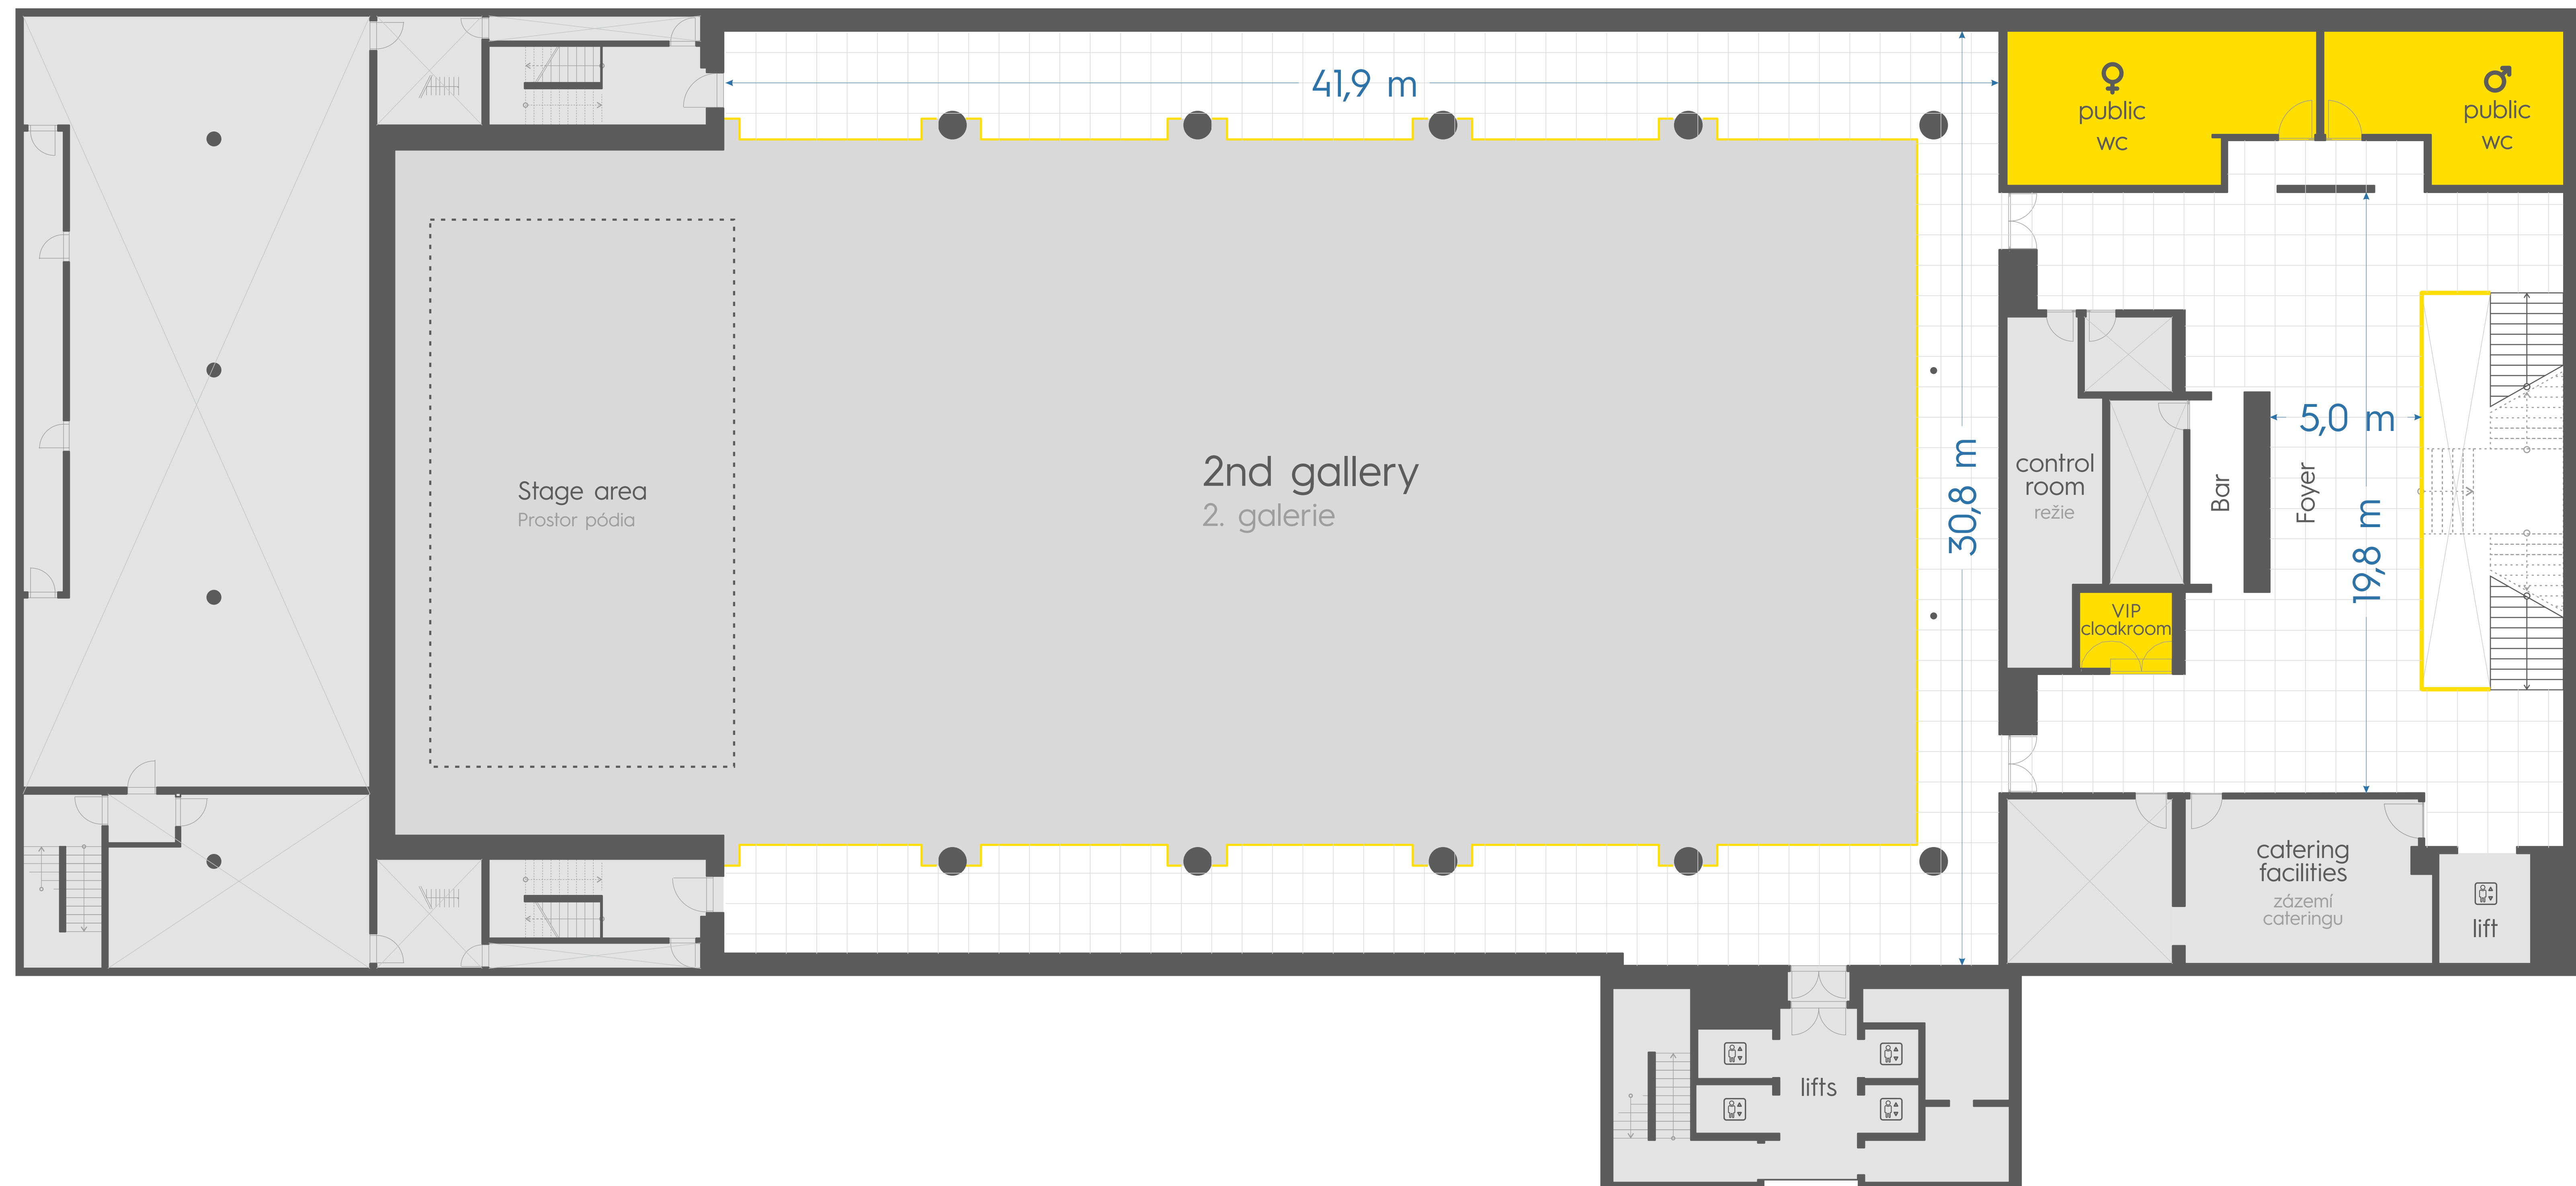 41,9 m
public
wc
public
wc
2nd gallery
2. galerie
Stage area
Prostor pódia
30,8 m
control
room
režie
Bar
Foyer
5,0 m
19,8 m
VIP
cloakroom
catering
facilities
zázemí
cateringu
lift
lifts